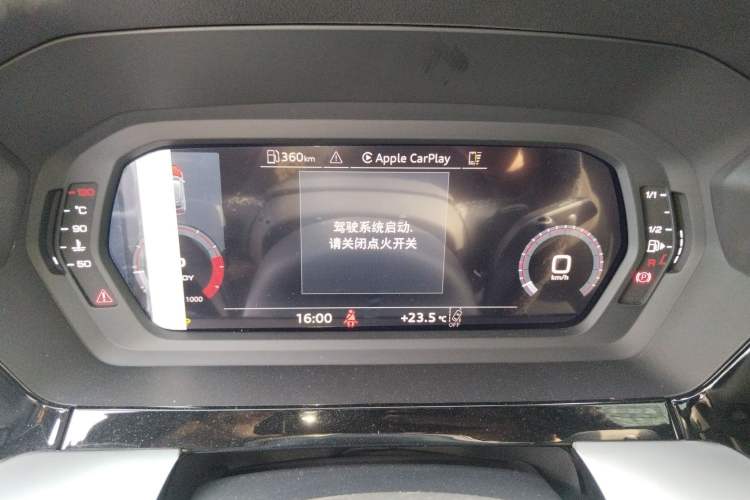 360km
Apple CarPlay
驾驶系统启动.
请关闭点火开关
130
℃
90
50
1/1
1/2
R
P
0
km/h
1000
16:00
+23.5 ℃
OFF